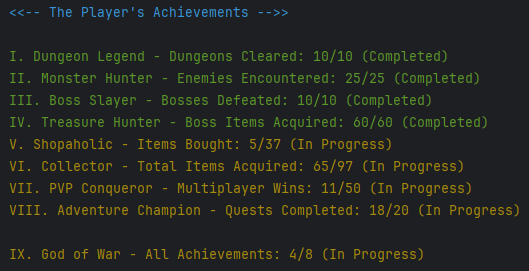 <<-- The Player's Achievements -->>
I. Dungeon Legend - Dungeons Cleared: 10/10 (Completed)
II. Monster Hunter - Enemies Encountered: 25/25 (Completed)
III. Boss Slayer - Bosses Defeated: 10/10 (Completed)
IV. Treasure Hunter - Boss Items Acquired: 60/60 (Completed)
V. Shopaholic - Items Bought: 5/37 (In Progress)
VI. Collector - Total Items Acquired: 65/97 (In Progress)
VII. PVP Conqueror - Multiplayer Wins: 11/50 (In Progress)
VIII. Adventure Champion - Quests Completed: 18/20 (In Progress)
IX. God of War - All Achievements: 4/8 (In Progress)